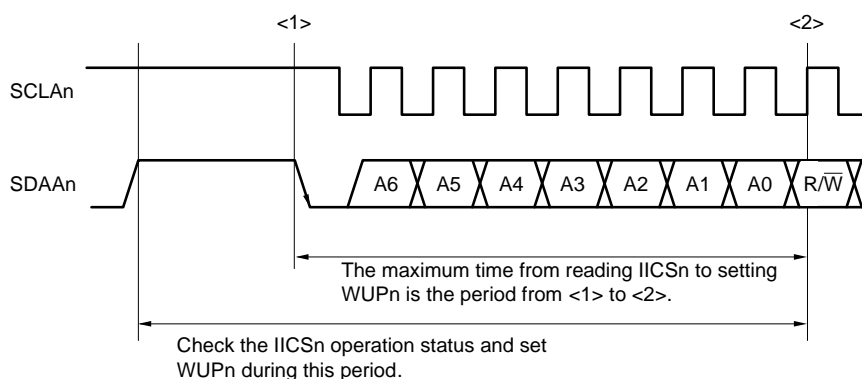 <1> <2>
SCLAn
SDAAn A6 A5 A4 A3 A2 A1 A0 R/W̅
The maximum time from reading IICSn to setting
WUPn is the period from <1> to <2>.
Check the IICSn operation status and set
WUPn during this period.